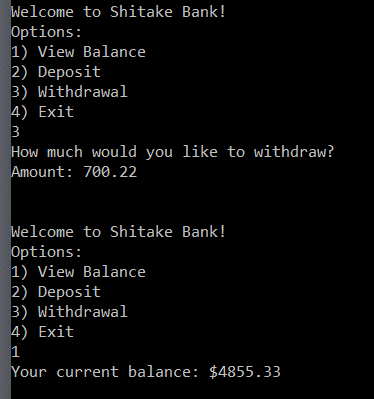 Welcome to Shitake Bank!
Options:
1) View Balance
2) Deposit
3) Withdrawal
4) Exit
3
How much would you like to withdraw?
Amount: 700.22
Welcome to Shitake Bank!
Options:
1) View Balance
2) Deposit
3) Withdrawal
4) Exit
1
Your current balance: $4855.33